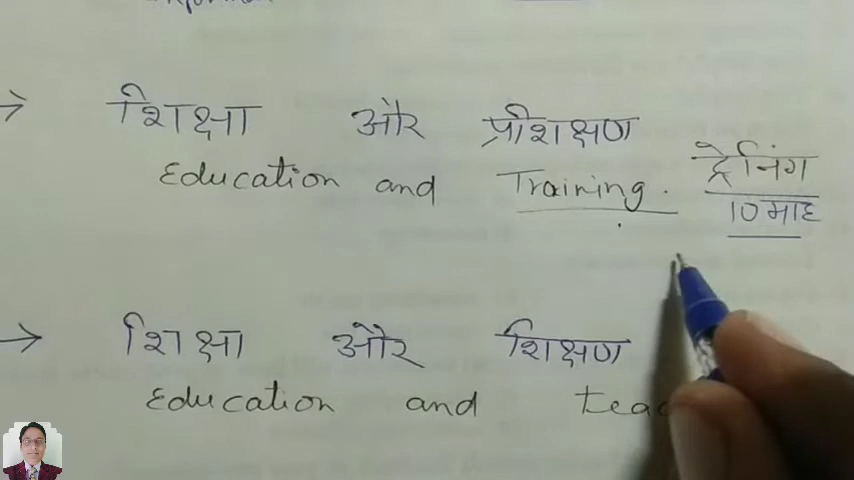 शिक्षा और प्रशिक्षण
Education and Training.
ट्रेनिंग
10 माह
शिक्षा और शिक्षण
Education and